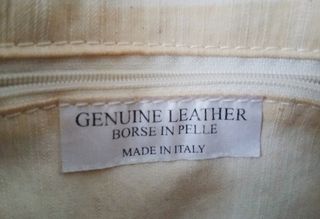 GENUINE LEATHER
BORSE IN PELLE
MADE IN ITALY